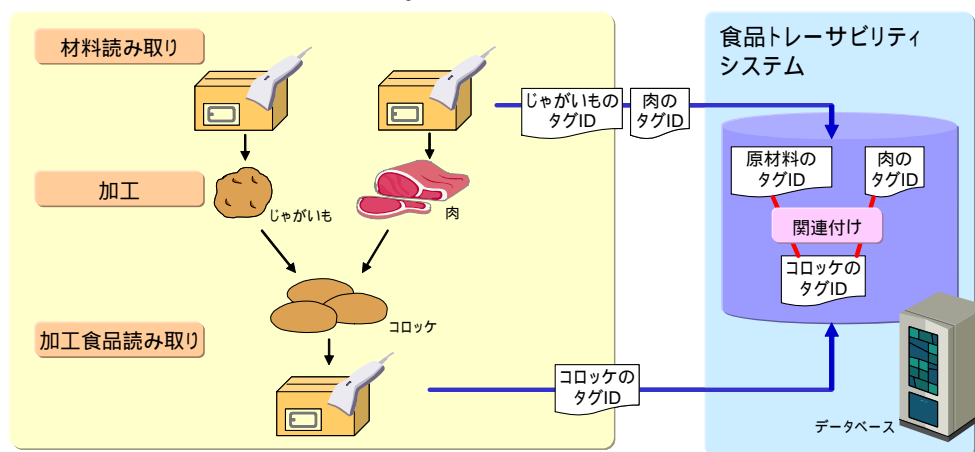 材料読み取り
加工
加工食品読み取り
じゃがいも
肉
コロッケ
じゃがいもの
タグID
肉の
タグID
コロッケの
タグID
食品トレーサビリティ
システム
原材料の
タグID
肉の
タグID
関連付け
コロッケの
タグID
データベース